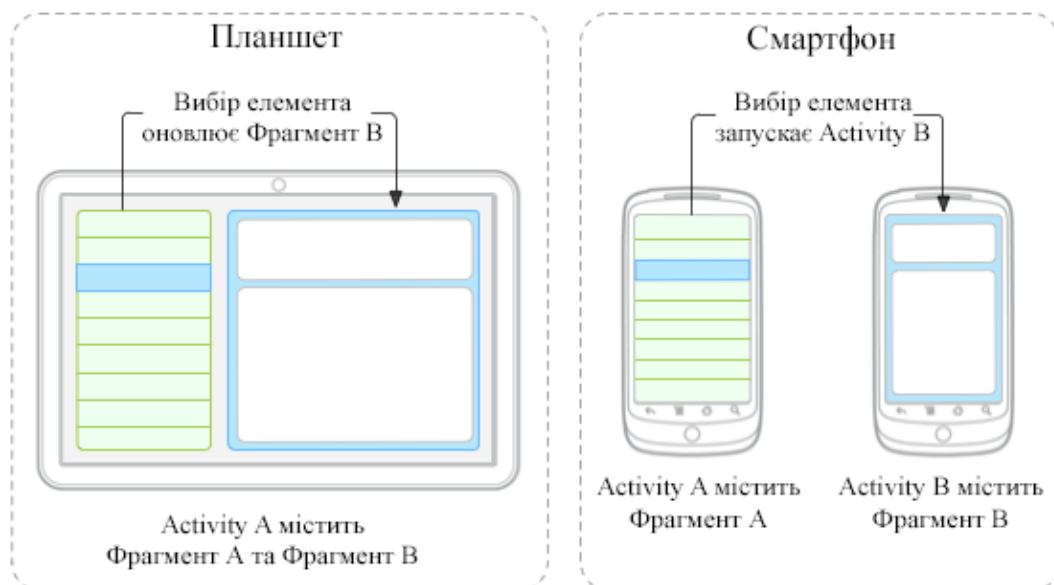 Планшет
Вибір елемента
оновлює Фрагмент В
Activity А містить
Фрагмент А та Фрагмент В
Смартфон
Вибір елемента
запускає Activity В
Activity А містить
Фрагмент А
Activity В містить
Фрагмент В